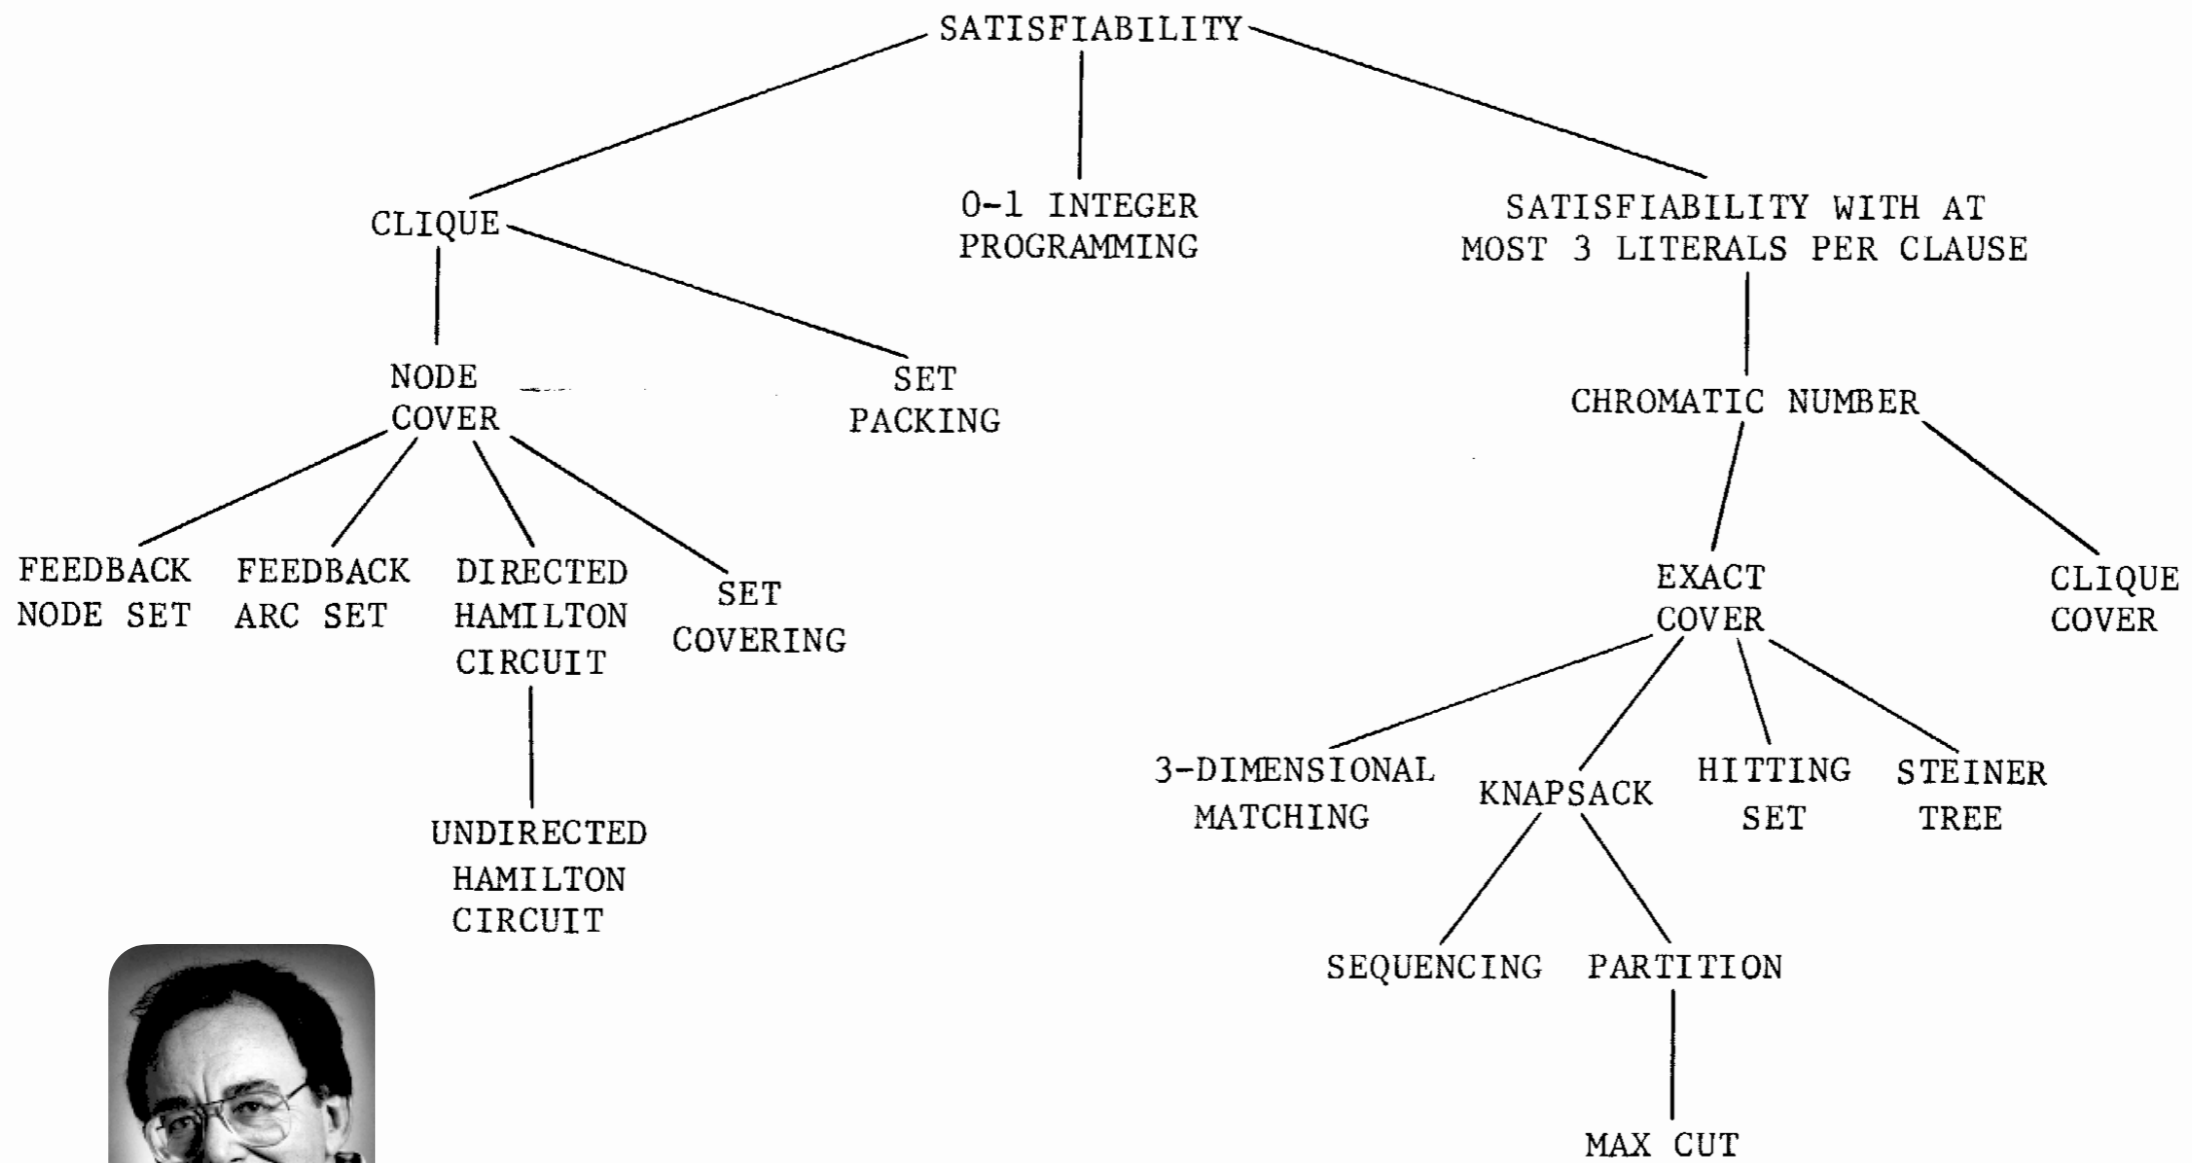 SATISFIABILITY
CLIQUE
0-1 INTEGER
PROGRAMMING
SATISFIABILITY WITH AT
MOST 3 LITERALS PER CLAUSE
NODE
COVER
SET
PACKING
CHROMATIC NUMBER
FEEDBACK
NODE SET
FEEDBACK
ARC SET
DIRECTED
HAMILTON
CIRCUIT
SET
COVERING
EXACT
COVER
CLIQUE
COVER
UNDIRECTED
HAMILTON
CIRCUIT
3-DIMENSIONAL
MATCHING
KNAPSACK
HITTING
SET
STEINER
TREE
SEQUENCING
PARTITION
MAX CUT